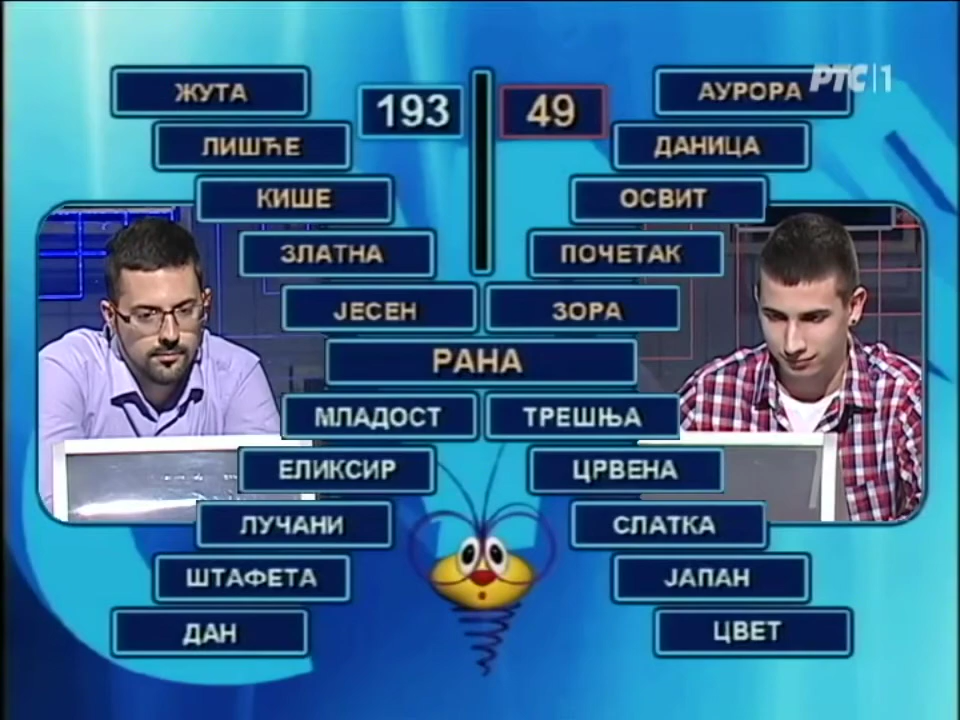 ЖУТА
193
49
АУРОРА
РТС|1
ЛИШЋЕ
ДАНИЦА
КИШЕ
ОСВИТ
ЗЛАТНА
ПОЧЕТАК
ЈЕСЕН
ЗОРА
РАНА
МЛАДОСТ
ТРЕШЊА
ЕЛИКСИР
ЦРВЕНА
ЛУЧАНИ
СЛАТКА
ШТАФЕТА
ЈАПАН
ДАН
ЦВЕТ